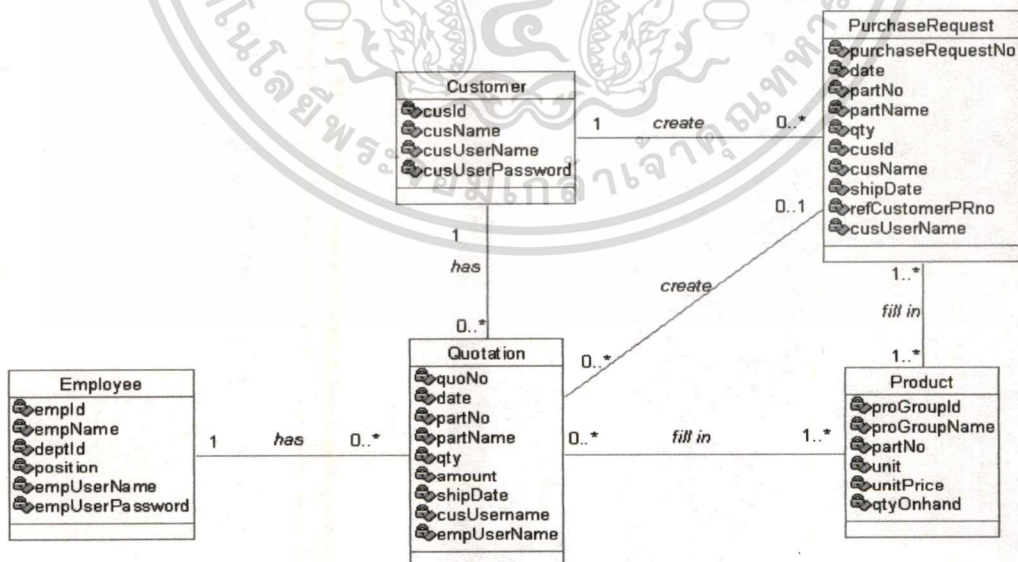 PurchaseRequest
purchaseRequestNo
date
partNo
partName
qty
cusId
cusName
shipDate
refCustomerPRno
cusUserName
Customer
cusId
cusName
cusUserName
cusUserPassword
1 create 0..*
1
has
0..*
0..1
create
0..*
1..*
fill in
1..*
Quotation
quoNo
date
partNo
partName
qty
amount
shipDate
cusUsername
empUserName
Employee
empId
empName
deptId
position
empUserName
empUserPassword
1 has 0..*
0..* fill in 1..*
Product
proGroupId
proGroupName
partNo
unit
unitPrice
qtyOnhand